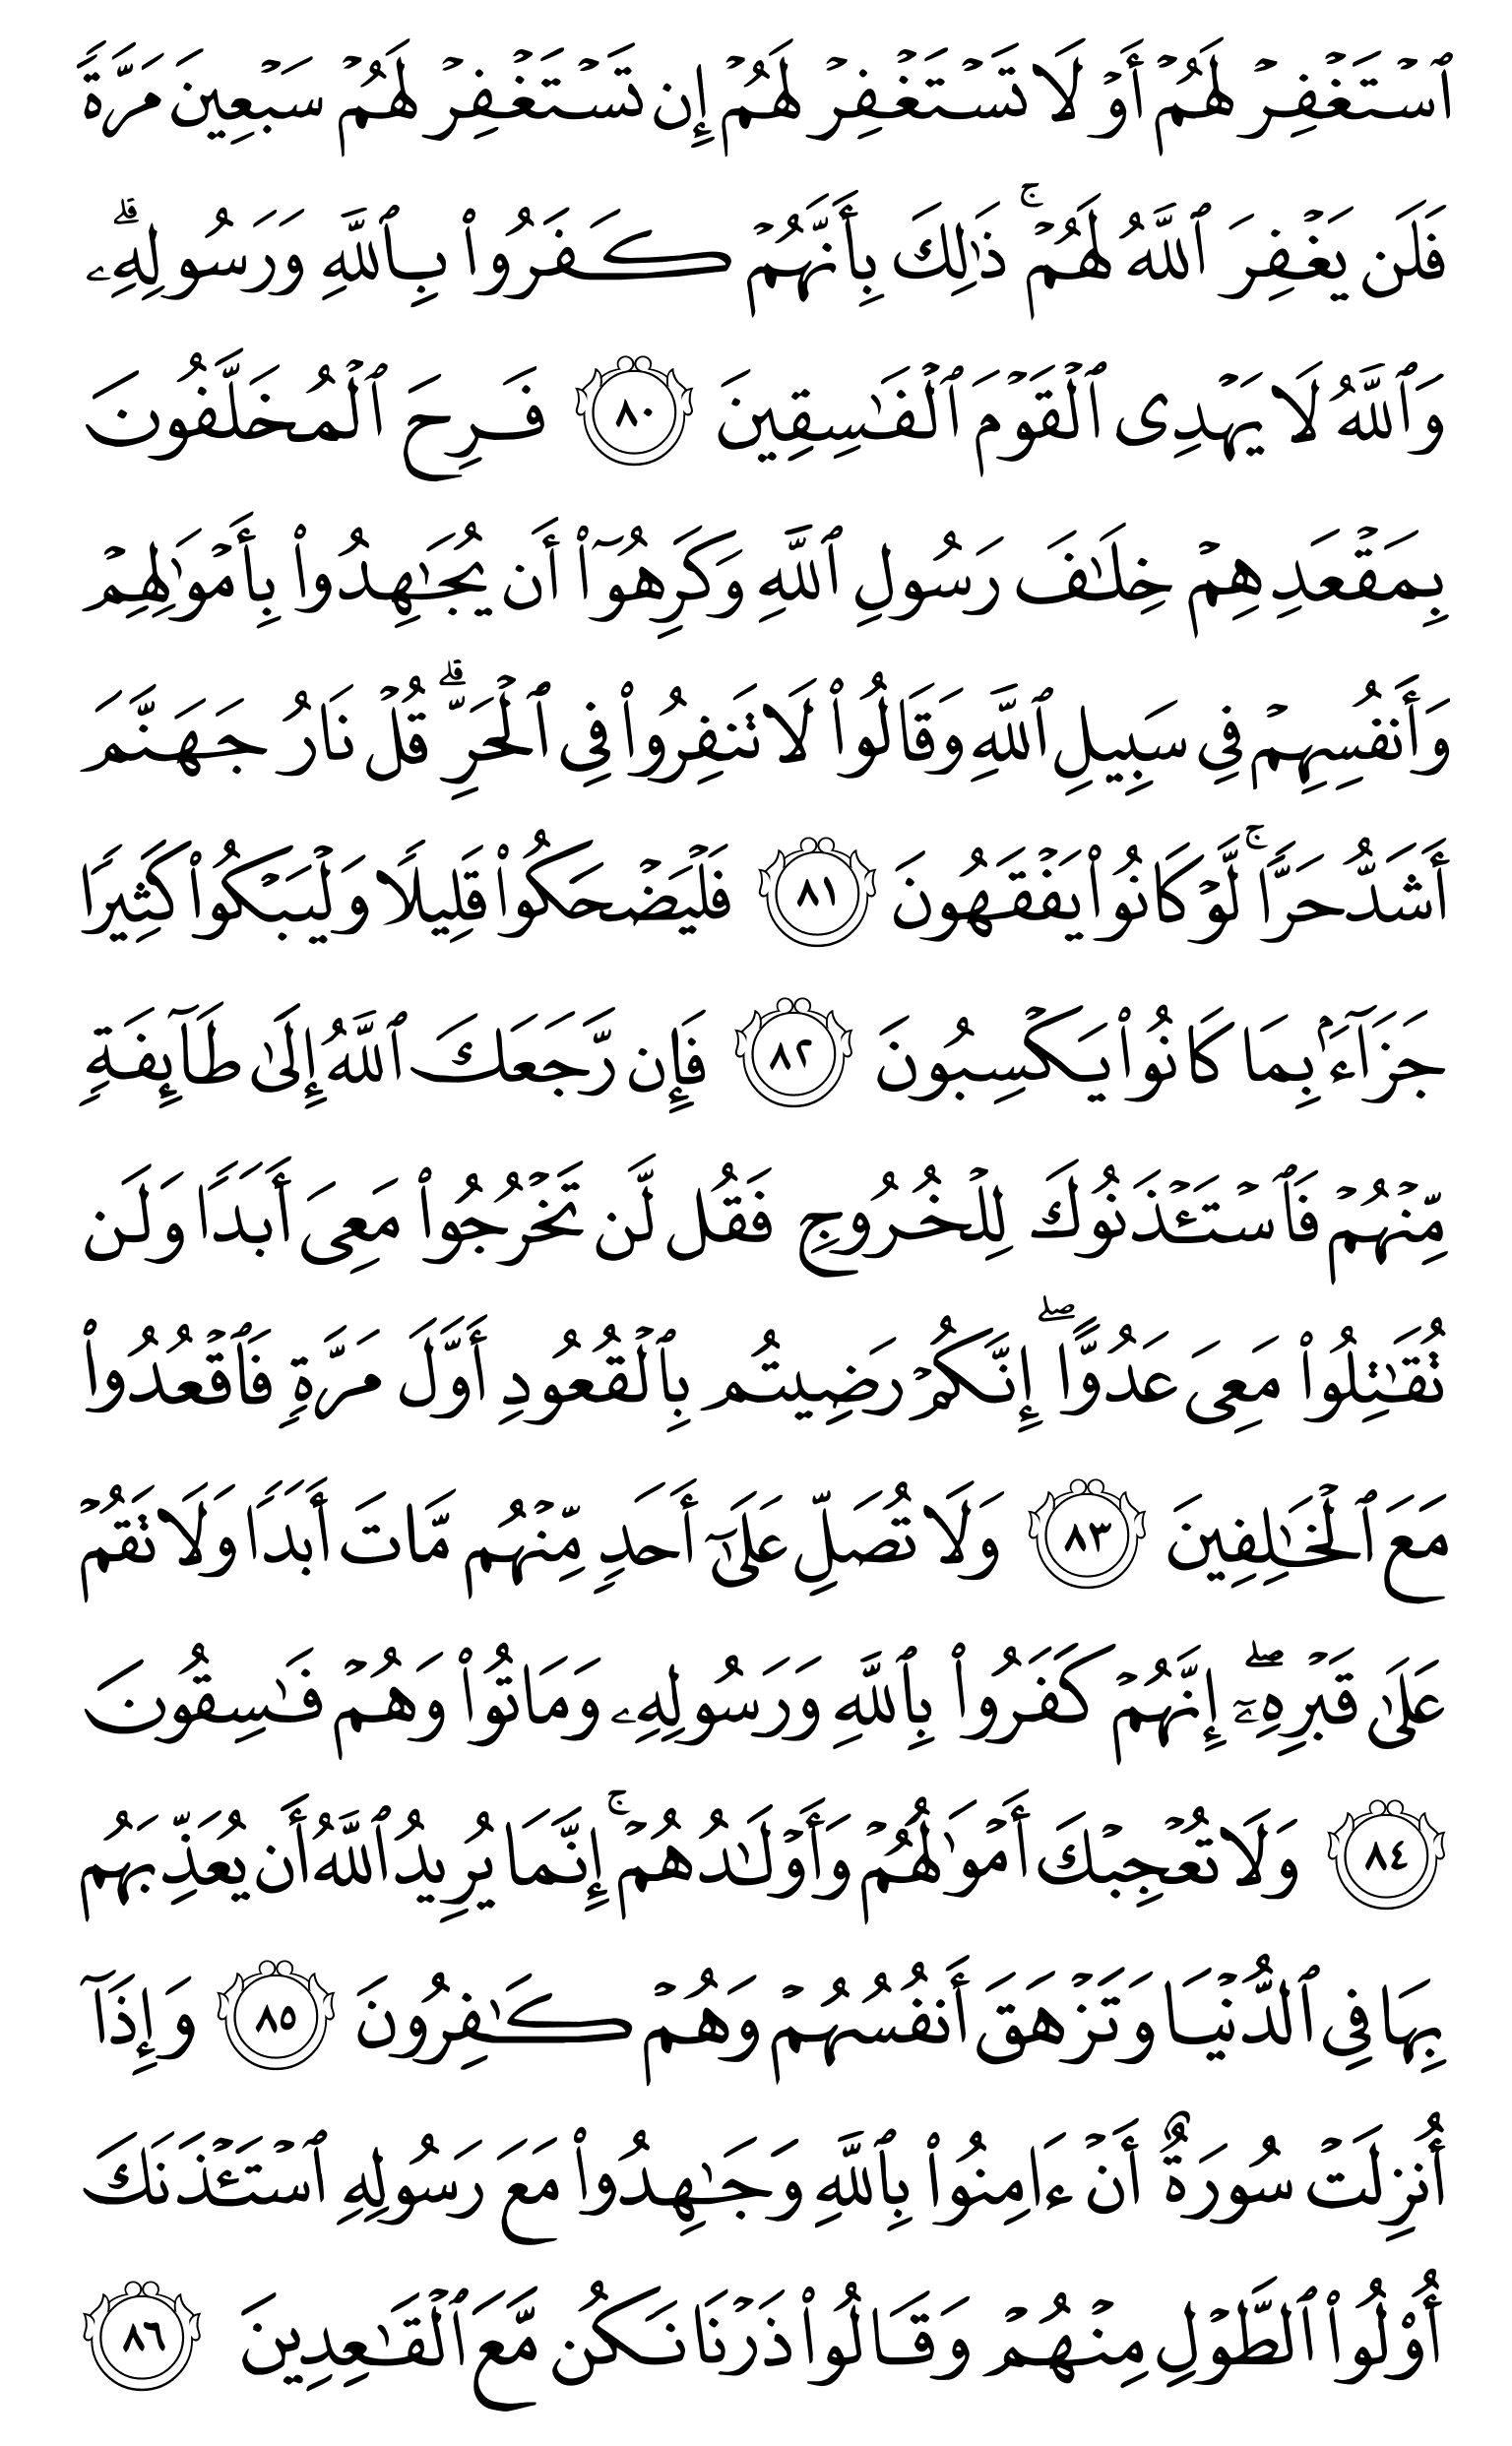 ٱسۡتَغۡفِرۡ لَهُمۡ أَوۡ لَا تَسۡتَغۡفِرۡ لَهُمۡ إِن تَسۡتَغۡفِرۡ لَهُمۡ سَبۡعِينَ مَرَّةٗ
فَلَن يَغۡفِرَ ٱللَّهُ لَهُمۡۚ ذَٰلِكَ بِأَنَّهُمۡ كَفَرُواْ بِٱللَّهِ وَرَسُولِهِۦۗ
وَٱللَّهُ لَا يَهۡدِي ٱلۡقَوۡمَ ٱلۡفَٰسِقِينَ ٨٠ فَرِحَ ٱلۡمُخَلَّفُونَ
بِمَقۡعَدِهِمۡ خِلَٰفَ رَسُولِ ٱللَّهِ وَكَرِهُوٓاْ أَن يُجَٰهِدُواْ بِأَمۡوَٰلِهِمۡ
وَأَنفُسِهِمۡ فِي سَبِيلِ ٱللَّهِ وَقَالُواْ لَا تَنفِرُواْ فِي ٱلۡحَرِّۗ قُلۡ نَارُ جَهَنَّمَ
أَشَدُّ حَرّٗاۚ لَّوۡ كَانُواْ يَفۡقَهُونَ ٨١ فَلۡيَضۡحَكُواْ قَلِيلٗا وَلۡيَبۡكُواْ كَثِيرٗا
جَزَآءَۢ بِمَا كَانُواْ يَكۡسِبُونَ ٨٢ فَإِن رَّجَعَكَ ٱللَّهُ إِلَىٰ طَآئِفَةٖ
مِّنۡهُمۡ فَٱسۡتَـٔۡذَنُوكَ لِلۡخُرُوجِ فَقُل لَّن تَخۡرُجُواْ مَعِيَ أَبَدٗا وَلَن
تُقَٰتِلُواْ مَعِيَ عَدُوًّاۖ إِنَّكُمۡ رَضِيتُم بِٱلۡقُعُودِ أَوَّلَ مَرَّةٖ فَٱقۡعُدُواْ
مَعَ ٱلۡخَٰلِفِينَ ٨٣ وَلَا تُصَلِّ عَلَىٰٓ أَحَدٖ مِّنۡهُم مَّاتَ أَبَدٗا وَلَا تَقُمۡ
عَلَىٰ قَبۡرِهِۦٓۖ إِنَّهُمۡ كَفَرُواْ بِٱللَّهِ وَرَسُولِهِۦ وَمَاتُواْ وَهُمۡ فَٰسِقُونَ
٨٤ وَلَا تُعۡجِبۡكَ أَمۡوَٰلُهُمۡ وَأَوۡلَٰدُهُمۡۚ إِنَّمَا يُرِيدُ ٱللَّهُ أَن يُعَذِّبَهُم
بِهَا فِي ٱلدُّنۡيَا وَتَزۡهَقَ أَنفُسُهُمۡ وَهُمۡ كَٰفِرُونَ ٨٥ وَإِذَآ
أُنزِلَتۡ سُورَةٌ أَنۡ ءَامِنُواْ بِٱللَّهِ وَجَٰهِدُواْ مَعَ رَسُولِهِ ٱسۡتَـٔۡذَنَكَ
أُوْلُواْ ٱلطَّوۡلِ مِنۡهُمۡ وَقَالُواْ ذَرۡنَا نَكُن مَّعَ ٱلۡقَٰعِدِينَ ٨٦